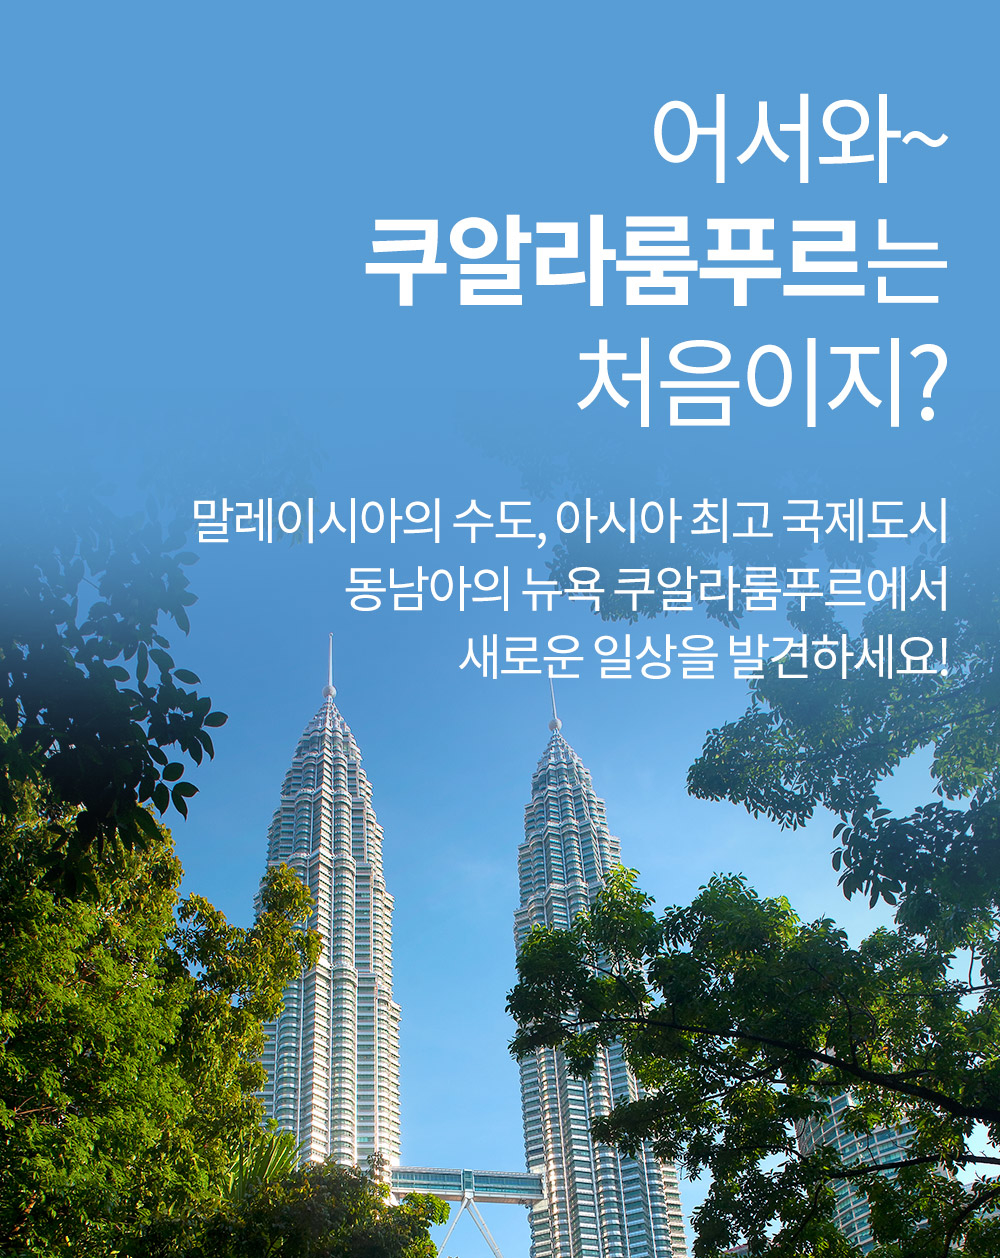 어서와~
쿠알라룸푸르는
처음이지?
말레이시아의 수도, 아시아 최고 국제도시
동남아의 뉴욕 쿠알라룸푸르에서
새로운 일상을 발견하세요!